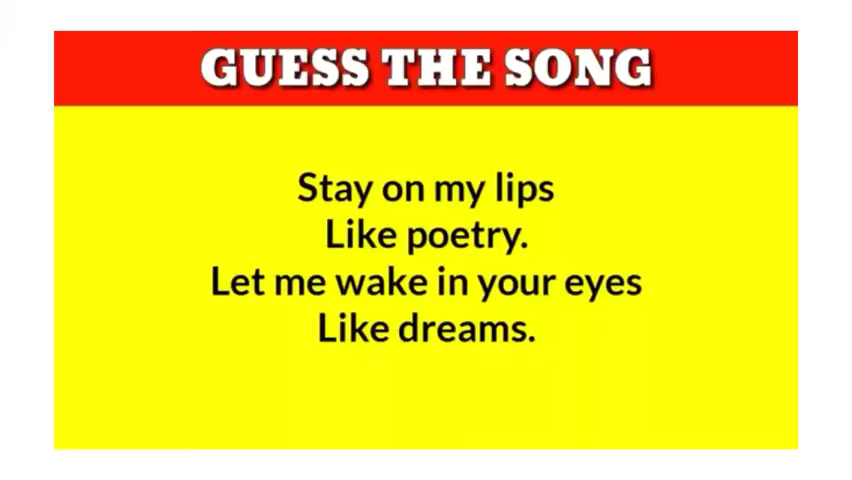 GUESS THE SONG
Stay on my lips
Like poetry.
Let me wake in your eyes
Like dreams.